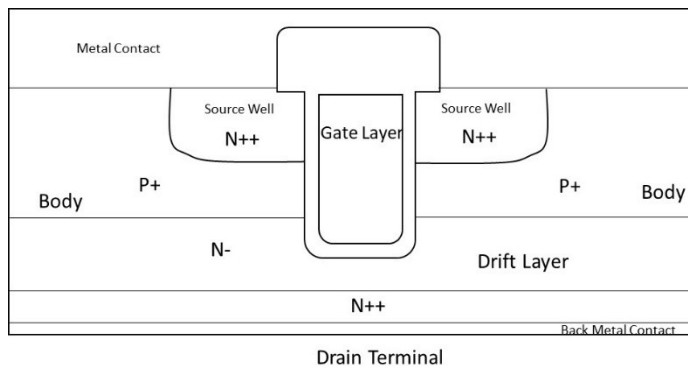 Metal Contact
Source Well
N++
Gate Layer
Source Well
N++
P+
Body
P+
Body
N-
Drift Layer
N++
Back Metal Contact
Drain Terminal